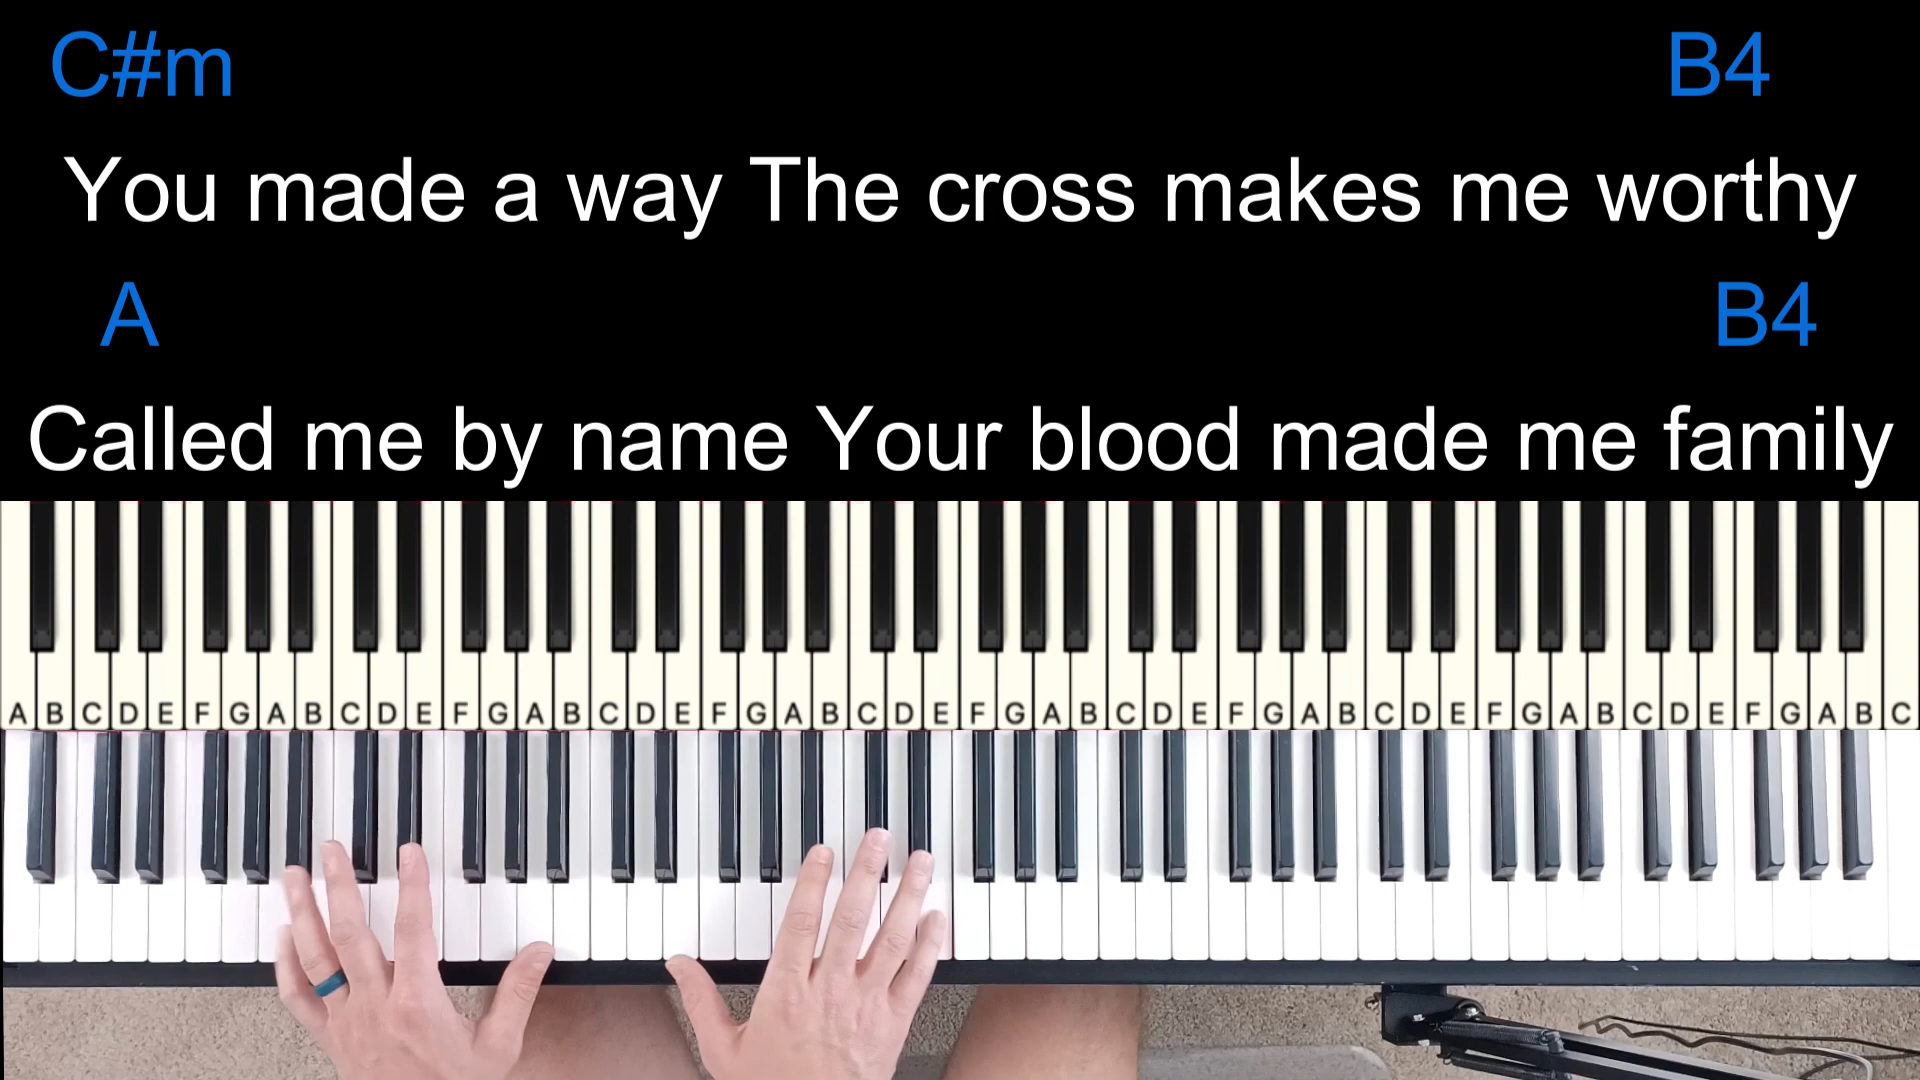 C#m B4
You made a way The cross makes me worthy
A B4
Called me by name Your blood made me family
A B C D E F G A B C D E F G A B C D E F G A B C D E F G A B C D E F G A B C D E F G A B C D E F G A B C